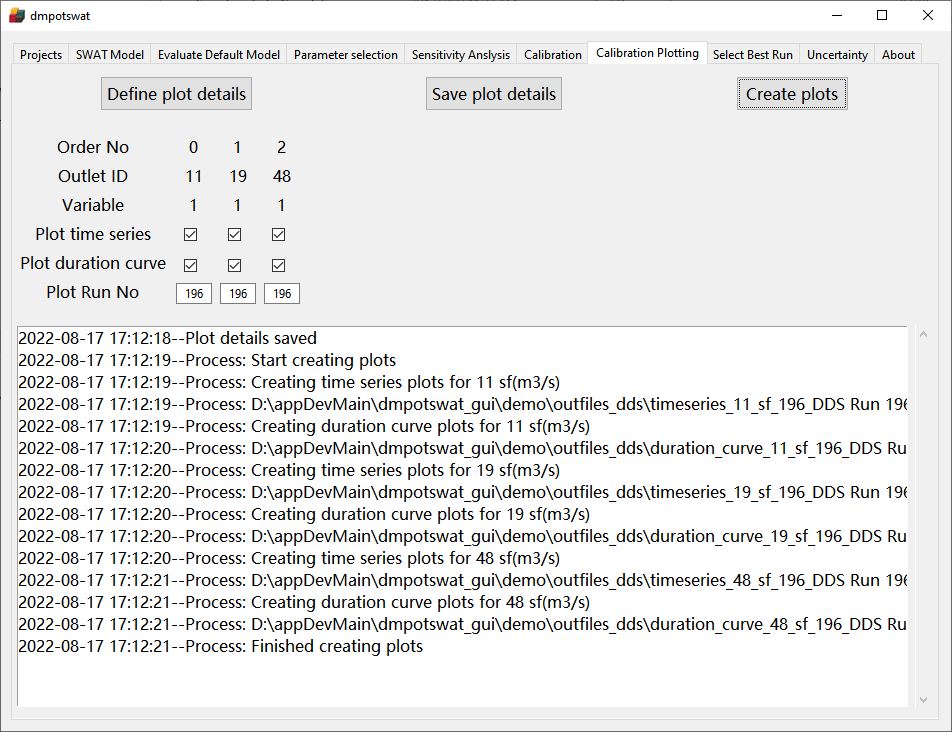 dmpotswat
Projects SWAT Model Evaluate Default Model Parameter selection Sensitivity Anslysis Calibration Calibration Plotting Select Best Run Uncertainty About
Define plot details Save plot details Create plots
Order No 0 1 2
Outlet ID 11 19 48
Variable 1 1 1
Plot time series
Plot duration curve
Plot Run No 196 196 196
2022-08-17 17:12:18--Plot details saved
2022-08-17 17:12:19--Process: Start creating plots
2022-08-17 17:12:19--Process: Creating time series plots for 11 sf(m3/s)
2022-08-17 17:12:19--Process: D:\appDevMain\dmpotswat_gui\demo\outfiles_dds\timeseries_11_sf_196_DDS Run 196
2022-08-17 17:12:19--Process: Creating duration curve plots for 11 sf(m3/s)
2022-08-17 17:12:20--Process: D:\appDevMain\dmpotswat_gui\demo\outfiles_dds\duration_curve_11_sf_196_DDS Ru
2022-08-17 17:12:20--Process: Creating time series plots for 19 sf(m3/s)
2022-08-17 17:12:20--Process: D:\appDevMain\dmpotswat_gui\demo\outfiles_dds\timeseries_19_sf_196_DDS Run 196
2022-08-17 17:12:20--Process: Creating duration curve plots for 19 sf(m3/s)
2022-08-17 17:12:20--Process: D:\appDevMain\dmpotswat_gui\demo\outfiles_dds\duration_curve_19_sf_196_DDS Ru
2022-08-17 17:12:20--Process: Creating time series plots for 48 sf(m3/s)
2022-08-17 17:12:21--Process: D:\appDevMain\dmpotswat_gui\demo\outfiles_dds\timeseries_48_sf_196_DDS Run 196
2022-08-17 17:12:21--Process: Creating duration curve plots for 48 sf(m3/s)
2022-08-17 17:12:21--Process: D:\appDevMain\dmpotswat_gui\demo\outfiles_dds\duration_curve_48_sf_196_DDS Ru
2022-08-17 17:12:21--Process: Finished creating plots